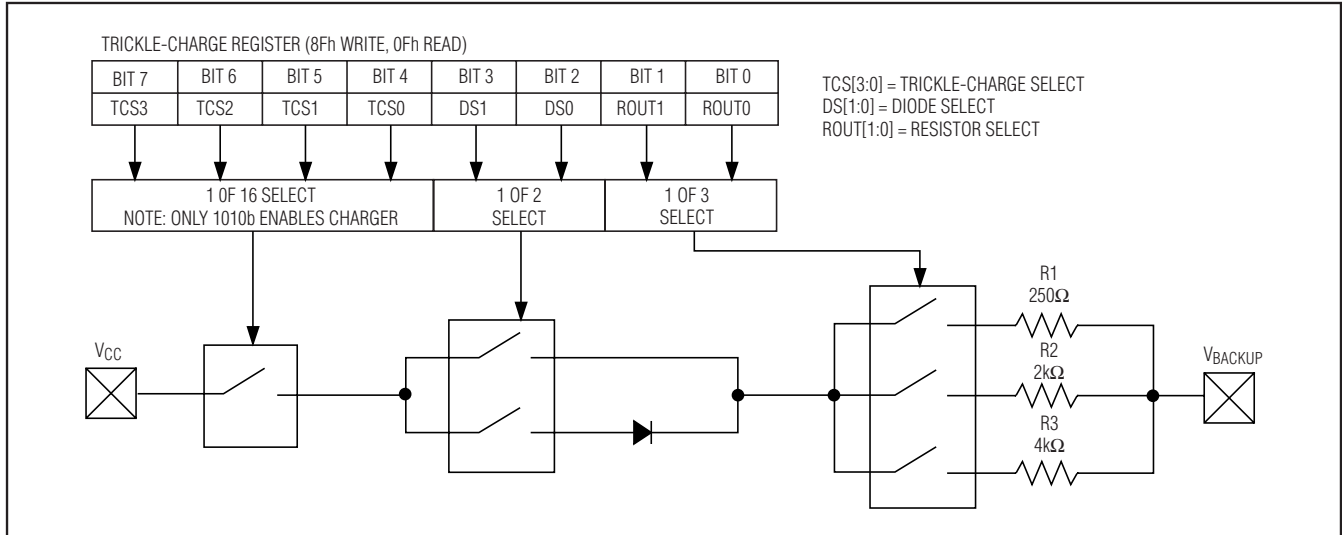 TRICKLE-CHARGE REGISTER (8Fh WRITE, 0Fh READ)
BIT 7 BIT 6 BIT 5 BIT 4 BIT 3 BIT 2 BIT 1 BIT 0
TCS3 TCS2 TCS1 TCS0 DS1 DS0 ROUT1 ROUT0
TCS[3:0] = TRICKLE-CHARGE SELECT
DS[1:0] = DIODE SELECT
ROUT[1:0] = RESISTOR SELECT
1 0F 16 SELECT
NOTE: ONLY 1010b ENABLES CHARGER
1 OF 2
SELECT
1 OF 3
SELECT
VCC
R1
250Ω
R2
2kΩ
R3
4kΩ
VBACKUP